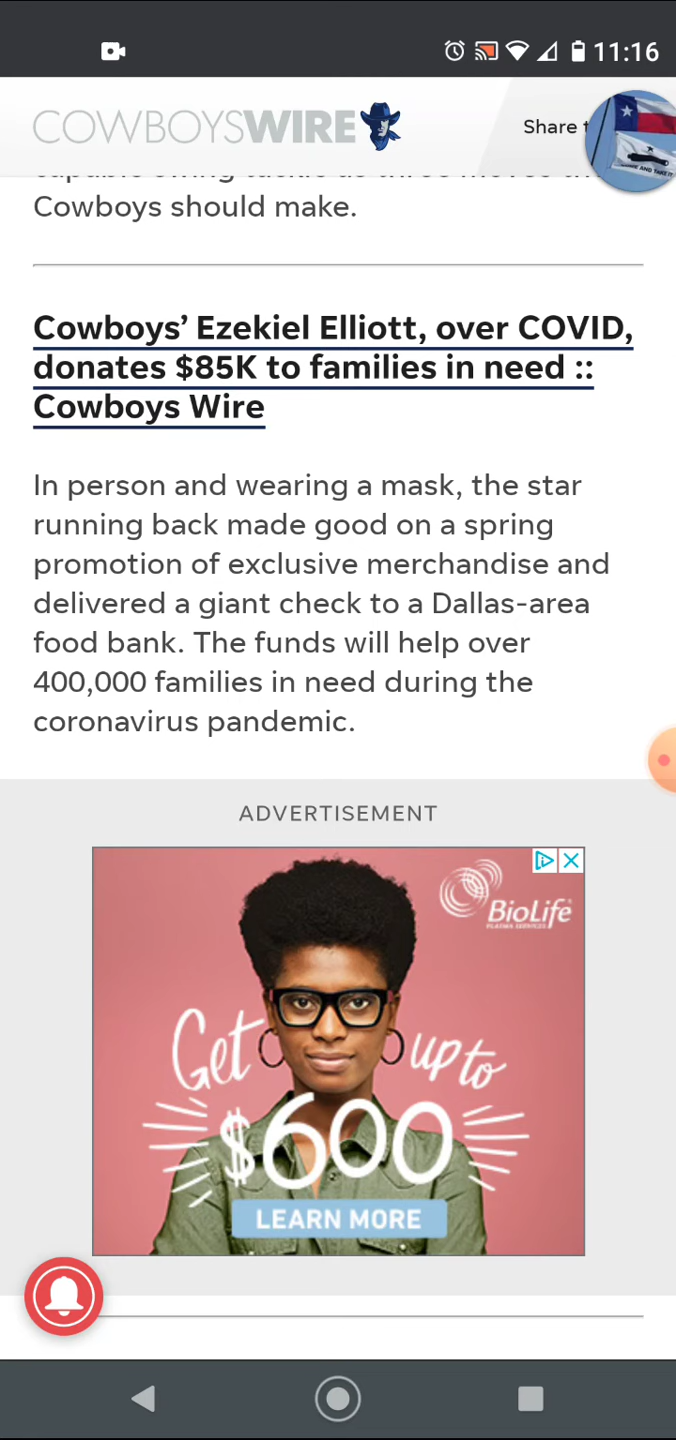 11:16
COWBOYSWIRE
Share
Cowboys should make.
Cowboys’ Ezekiel Elliott, over COVID,
donates $85K to families in need ::
Cowboys Wire
In person and wearing a mask, the star
running back made good on a spring
promotion of exclusive merchandise and
delivered a giant check to a Dallas-area
food bank. The funds will help over
400,000 families in need during the
coronavirus pandemic.
ADVERTISEMENT
BioLife
PLASMA SERVICES
Get up to
$600
LEARN MORE